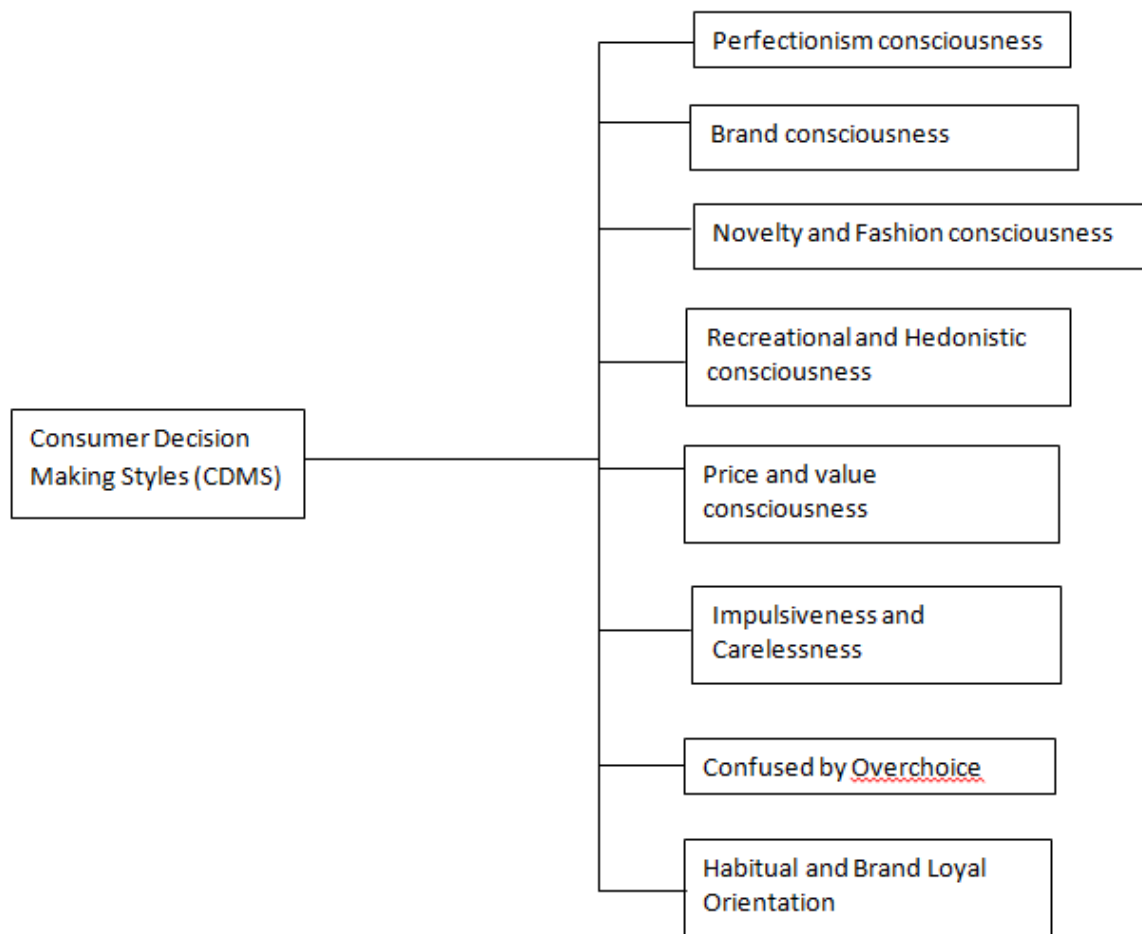 Perfectionism consciousness
Brand consciousness
Novelty and Fashion consciousness
Recreational and Hedonistic
consciousness
Consumer Decision
Making Styles (CDMS)
Price and value
consciousness
Impulsiveness and
Carelessness
Confused by Overchoice
Habitual and Brand Loyal
Orientation